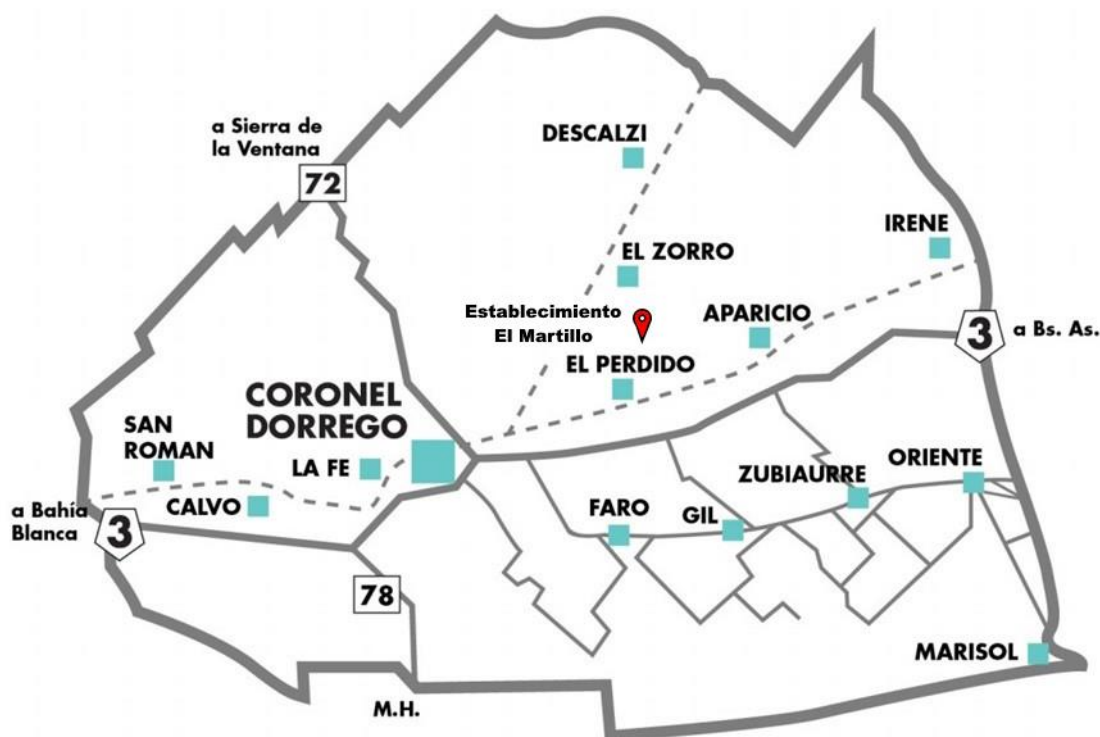 a Sierra de
la Ventana
72
DESCALZI
IRENE
EL ZORRO
Establecimiento
El Martillo
APARICIO
3
a Bs. As.
EL PERDIDO
CORONEL
DORREGO
SAN
ROMAN
LA FE
ORIENTE
ZUBIAURRE
CALVO
FARO
GIL
a Bahía
Blanca
3
78
MARISOL
M.H.